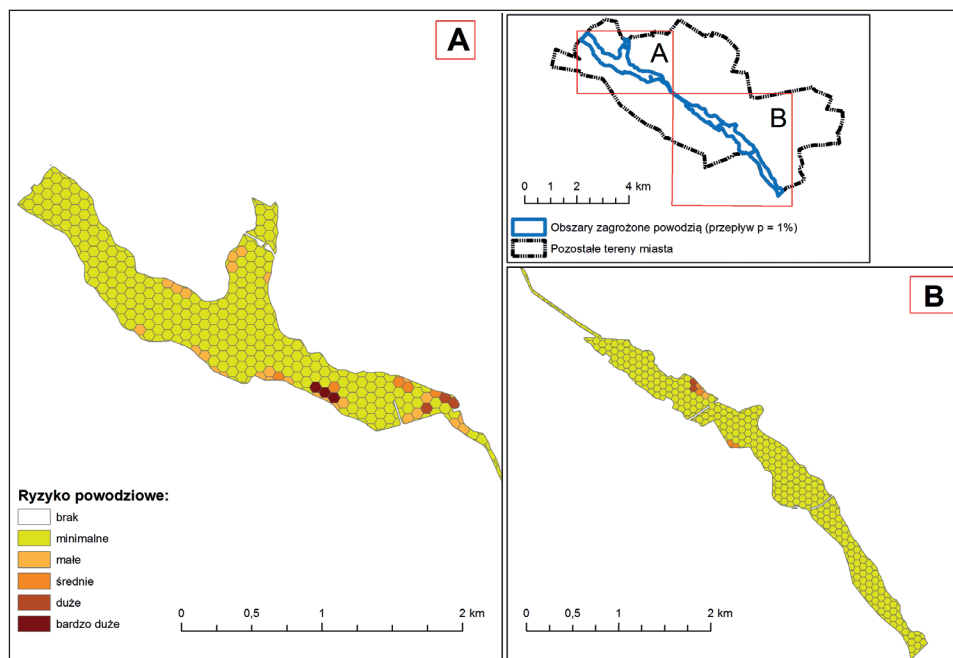 A
Ryzyko powodziowe:
brak
minimalne
małe
średnie
duże
bardzo duże
0 0,5 1 2 km
A
B
0 2 4 km
Obszary zagrożone powodzią (przepływ p = 1%)
Pozostałe tereny miasta
B
0 0,5 1 2 km